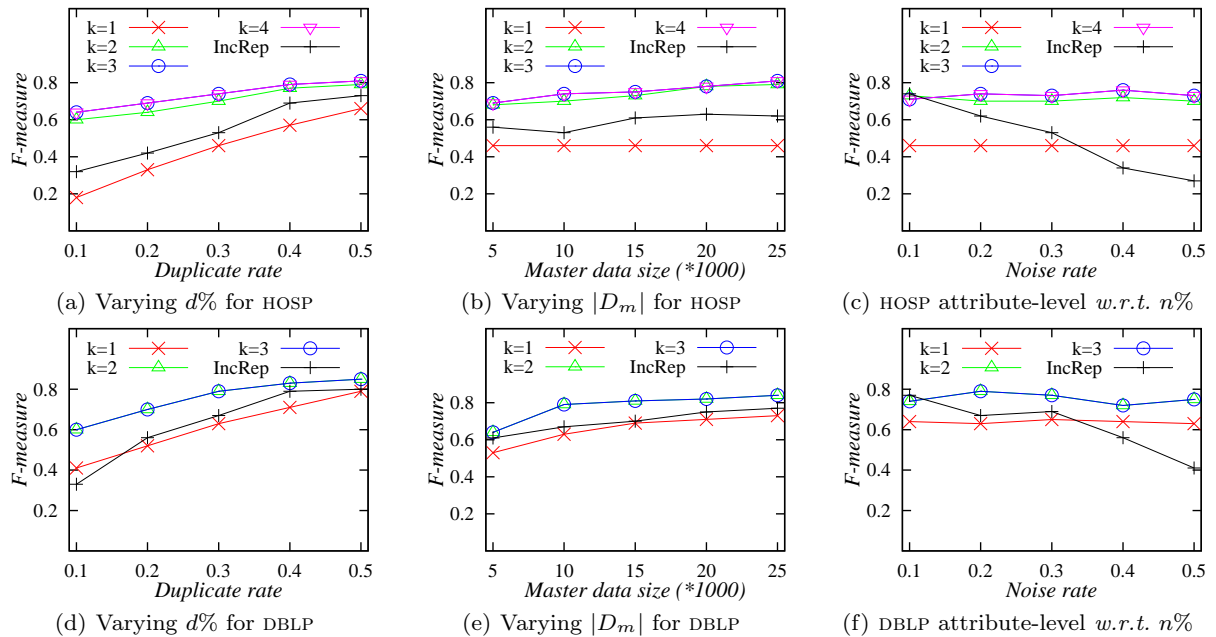 k=1
k=2
k=3
k=4
IncRep
F-measure
0.8
0.6
0.4
0.2
0.1 0.2 0.3 0.4 0.5
Duplicate rate
(a) Varying d% for HOSP
k=1
k=2
k=3
k=4
IncRep
F-measure
0.8
0.6
0.4
0.2
5 10 15 20 25
Master data size (*1000)
(b) Varying |Dm| for HOSP
k=1
k=2
k=3
k=4
IncRep
F-measure
0.8
0.6
0.4
0.2
0.1 0.2 0.3 0.4 0.5
Noise rate
(c) HOSP attribute-level w.r.t. n%
k=1
k=2
k=3
IncRep
F-measure
0.8
0.6
0.4
0.2
0.1 0.2 0.3 0.4 0.5
Duplicate rate
(d) Varying d% for DBLP
k=1
k=2
k=3
IncRep
F-measure
0.8
0.6
0.4
0.2
5 10 15 20 25
Master data size (*1000)
(e) Varying |Dm| for DBLP
k=1
k=2
k=3
IncRep
F-measure
0.8
0.6
0.4
0.2
0.1 0.2 0.3 0.4 0.5
Noise rate
(f) DBLP attribute-level w.r.t. n%